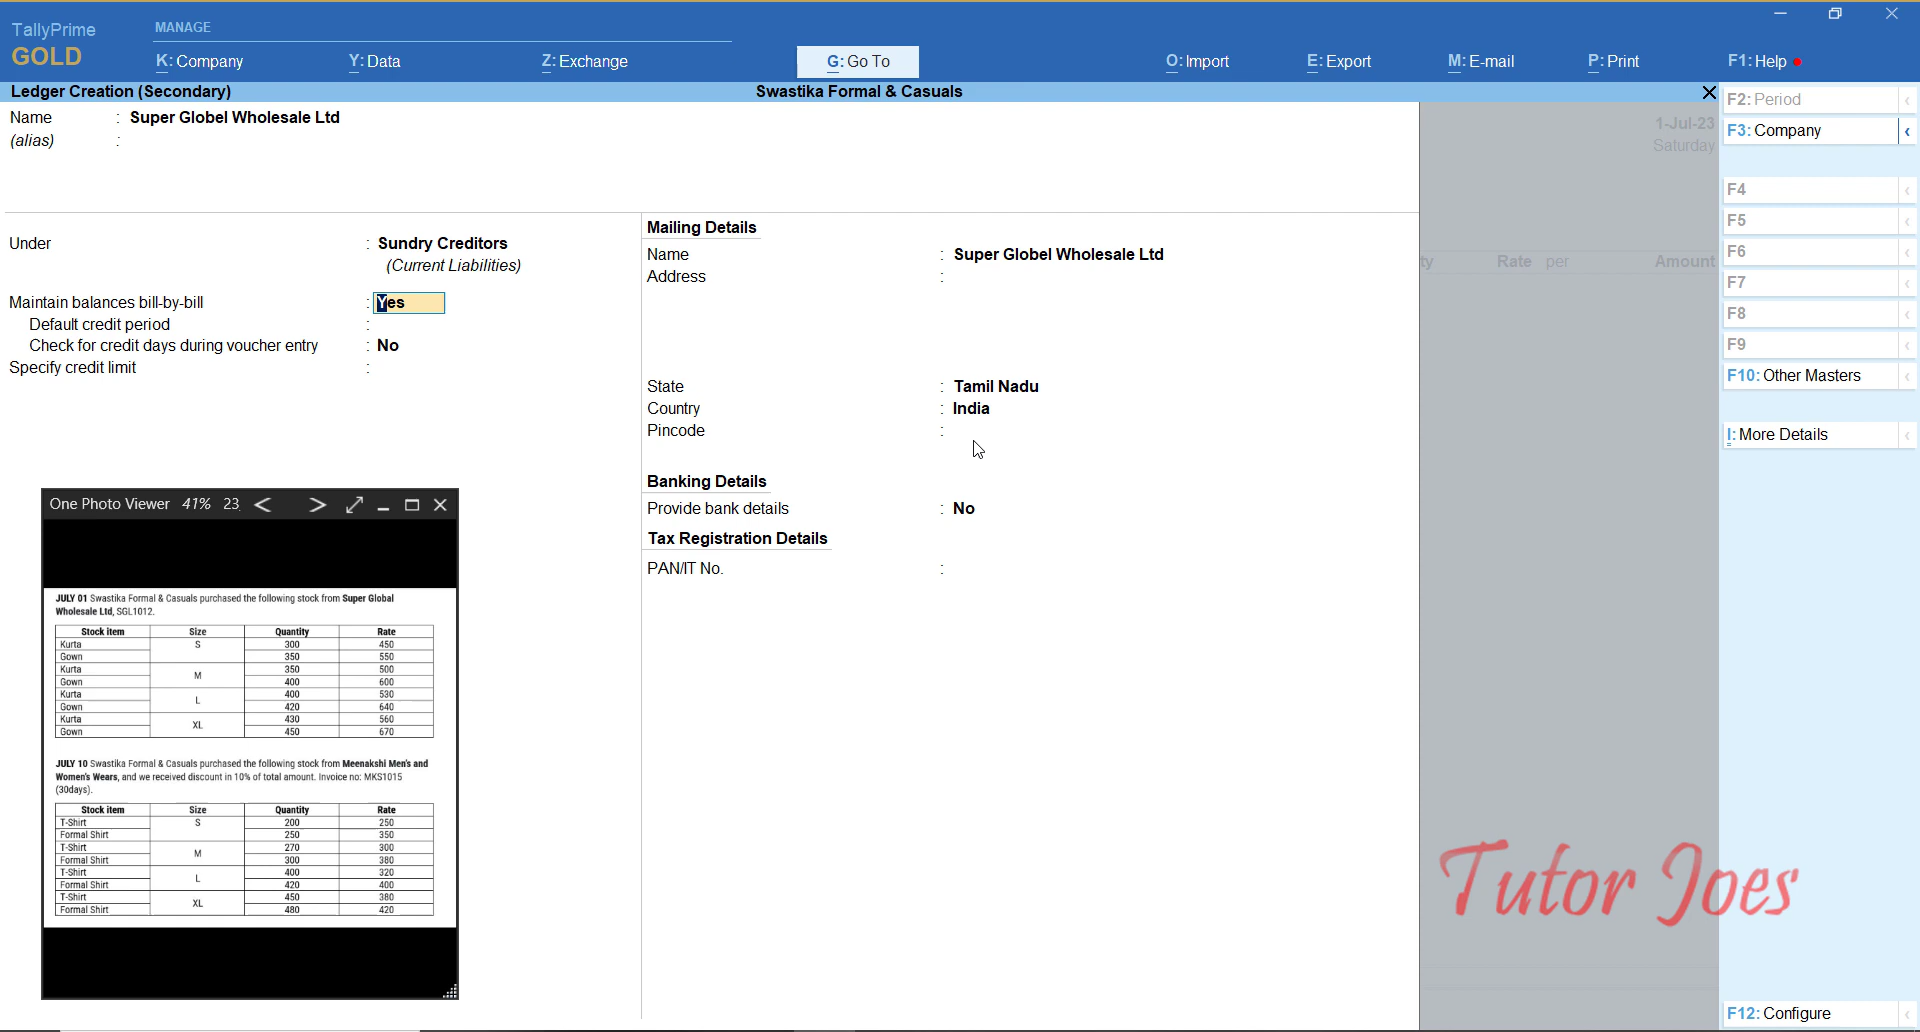 TallyPrime
GOLD
MANAGE
K: Company
Y: Data
Z: Exchange
G: Go To
O: Import
E: Export
M: E-mail
P: Print
F1: Help
Ledger Creation (Secondary)
Swastika Formal & Casuals
Name : Super Globel Wholesale Ltd
(alias) :
Under : Sundry Creditors
(Current Liabilities)
Maintain balances bill-by-bill : Yes
Default credit period :
Check for credit days during voucher entry : No
Specify credit limit :
Mailing Details
Name : Super Globel Wholesale Ltd
Address :
State : Tamil Nadu
Country : India
Pincode :
Banking Details
Provide bank details : No
Tax Registration Details
PAN/IT No. :
1-Jul-23
Saturday
ty Rate per Amount
F2: Period
F3: Company
F4
F5
F6
F7
F8
F9
F10: Other Masters
I: More Details
F12: Configure
One Photo Viewer 41% 23
JULY 01 Swastika Formal & Casuals purchased the following stock from Super Global
Wholesale Ltd, SGL1012.
Stock item Size Quantity Rate
Kurta S 300 450
Gown 350 550
Kurta M 350 500
Gown 400 600
Kurta L 400 530
Gown 420 640
Kurta XL 430 560
Gown 450 670
JULY 10 Swastika Formal & Casuals purchased the following stock from Meenakshi Men's and
Women's Wears, and we received discount in 10% of total amount. Invoice no: MKS1015
(30days).
Stock item Size Quantity Rate
T-Shirt S 200 250
Formal Shirt 250 350
T-Shirt M 270 300
Formal Shirt 300 380
T-Shirt L 400 320
Formal Shirt 420 400
T-Shirt XL 450 380
Formal Shirt 480 420
Tutor Joes